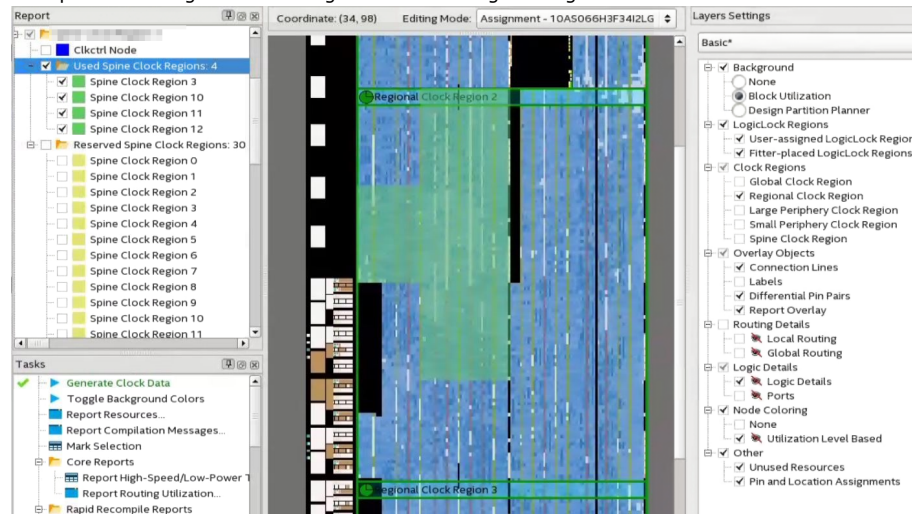 Report
Clkctrl Node
Used Spine Clock Regions: 4
Spine Clock Region 3
Spine Clock Region 10
Spine Clock Region 11
Spine Clock Region 12
Reserved Spine Clock Regions: 30
Spine Clock Region 0
Spine Clock Region 1
Spine Clock Region 2
Spine Clock Region 3
Spine Clock Region 4
Spine Clock Region 5
Spine Clock Region 6
Spine Clock Region 7
Spine Clock Region 8
Spine Clock Region 9
Spine Clock Region 10
Spine Clock Region 11
Tasks
Generate Clock Data
Toggle Background Colors
Report Resources...
Report Compilation Messages...
Mark Selection
Core Reports
Report High-Speed/Low-Power T
Report Routing Utilization...
Rapid Recompile Reports
Coordinate: (34, 98) Editing Mode: Assignment - 10AS066H3F34I2LG
Regional Clock Region 2
egional Clock Region 3
Layers Settings
Basic*
Background
None
Block Utilization
Design Partition Planner
LogicLock Regions
User-assigned LogicLock Region
Fitter-placed LogicLock Regions
Clock Regions
Global Clock Region
Regional Clock Region
Large Periphery Clock Region
Small Periphery Clock Region
Spine Clock Region
Overlay Objects
Connection Lines
Labels
Differential Pin Pairs
Report Overlay
Routing Details
Local Routing
Global Routing
Logic Details
Logic Details
Ports
Node Coloring
None
Utilization Level Based
Other
Unused Resources
Pin and Location Assignments